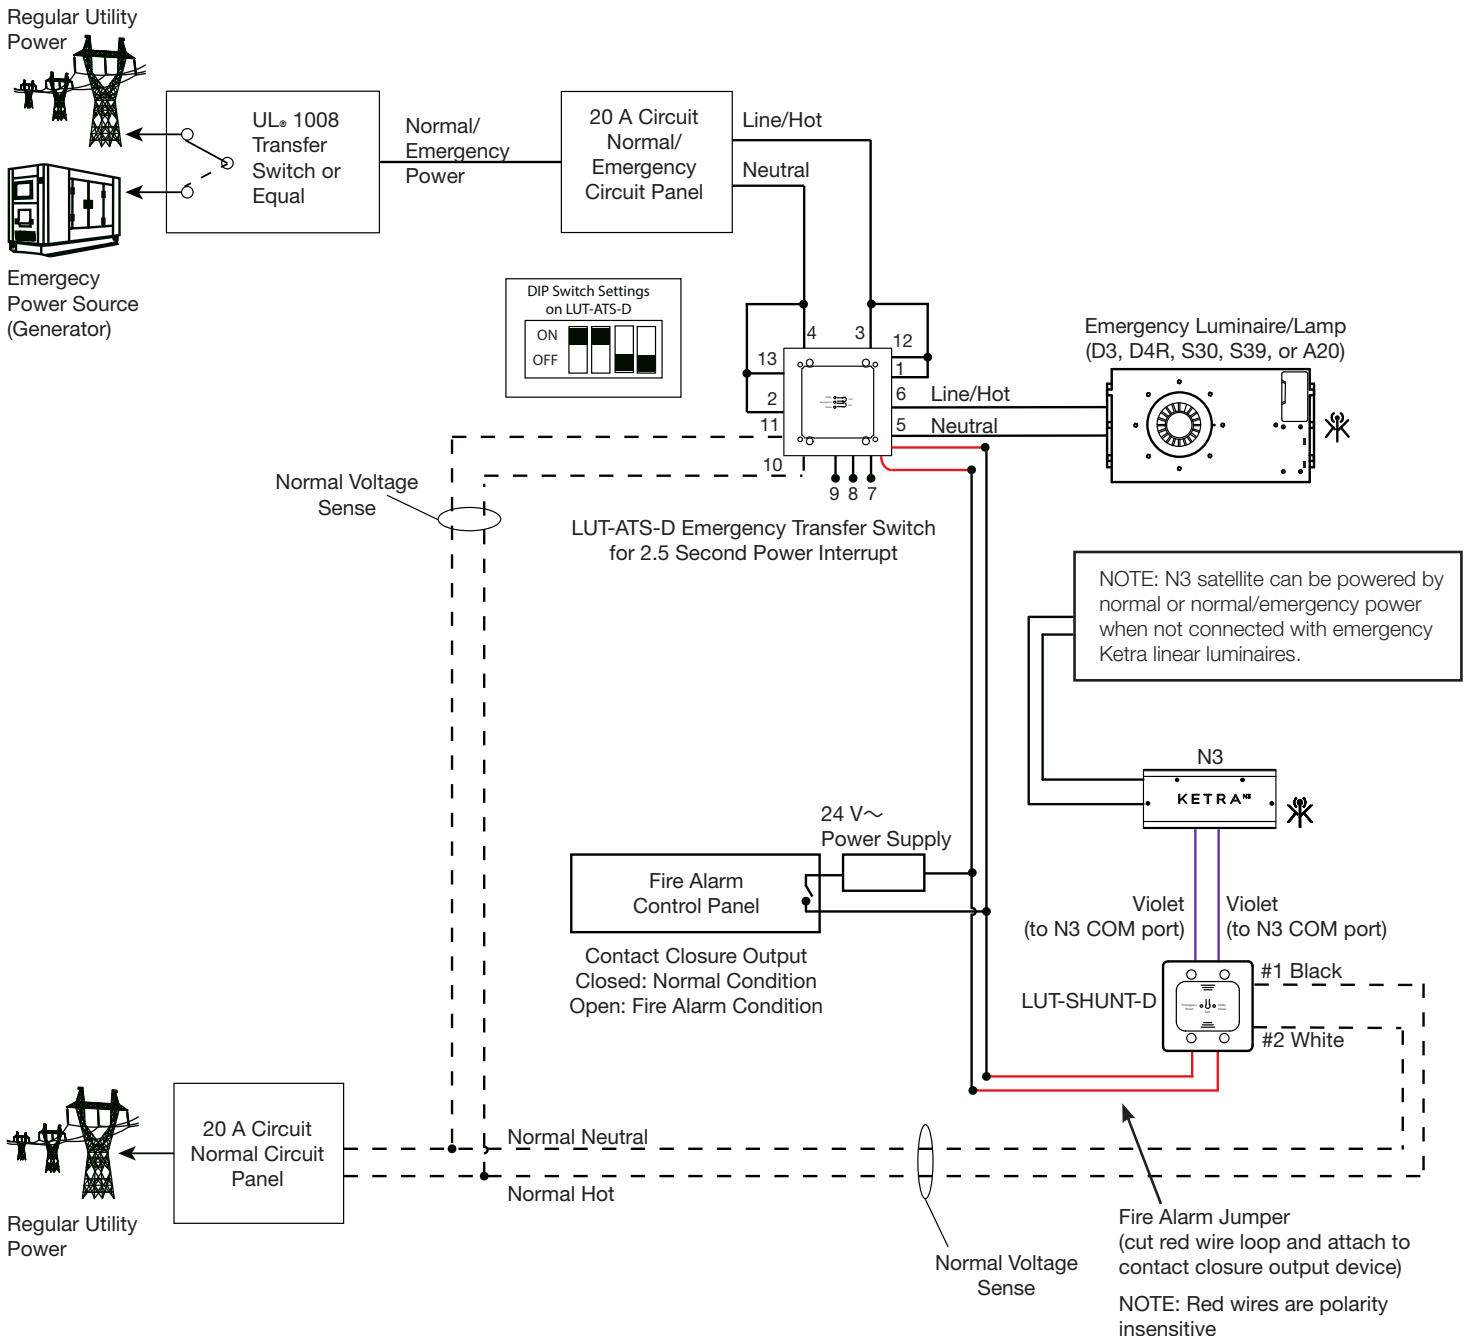 Regular Utility
Power
UL® 1008
Transfer
Switch or
Equal
Normal/
Emergency
Power
20 A Circuit
Normal/
Emergency
Circuit Panel
Line/Hot
Neutral
Emergecy
Power Source
(Generator)
DIP Switch Settings
on LUT-ATS-D
ON
OFF
4
3
12
13
1
2
6
11
5
10
9 8 7
Line/Hot
Neutral
Emergency Luminaire/Lamp
(D3, D4R, S30, S39, or A20)
Normal Voltage
Sense
LUT-ATS-D Emergency Transfer Switch
for 2.5 Second Power Interrupt
NOTE: N3 satellite can be powered by
normal or normal/emergency power
when not connected with emergency
Ketra linear luminaires.
N3
KETRA N3
24 V~
Power Supply
Fire Alarm
Control Panel
Contact Closure Output
Closed: Normal Condition
Open: Fire Alarm Condition
Violet
(to N3 COM port)
Violet
(to N3 COM port)
LUT-SHUNT-D
#1 Black
#2 White
20 A Circuit
Normal Circuit
Panel
Regular Utility
Power
Normal Neutral
Normal Hot
Normal Voltage
Sense
Fire Alarm Jumper
(cut red wire loop and attach to
contact closure output device)
NOTE: Red wires are polarity
insensitive